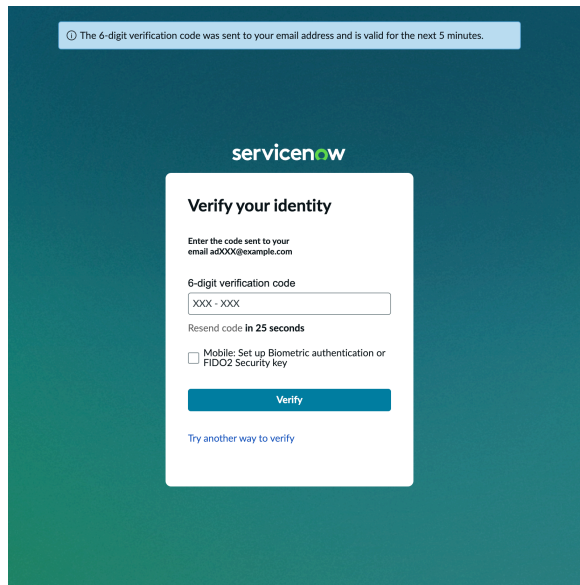 The 6-digit verification code was sent to your email address and is valid for the next 5 minutes.
servicenow
Verify your identity
Enter the code sent to your
email adXXX@example.com
6-digit verification code
XXX - XXX
Resend code in 25 seconds
Mobile: Set up Biometric authentication or
FIDO2 Security key
Verify
Try another way to verify